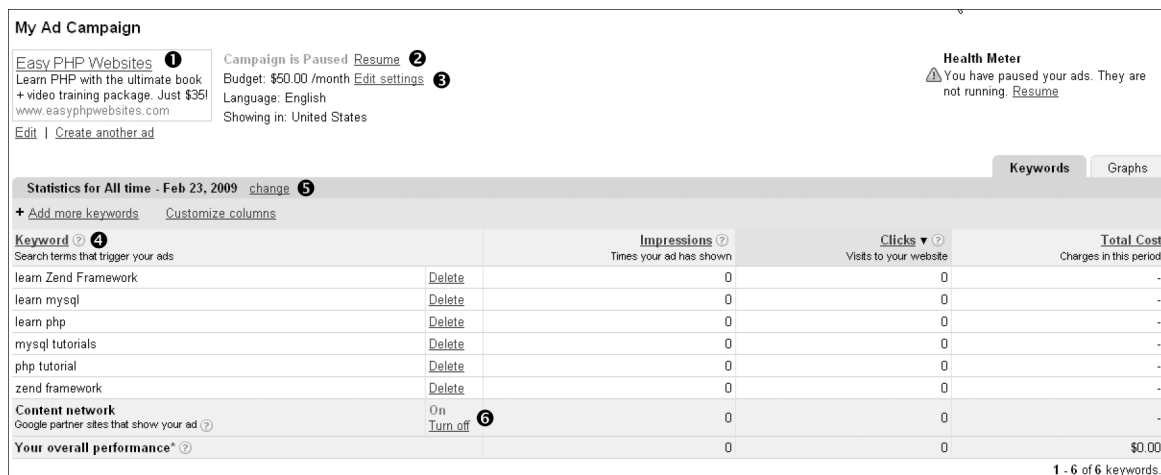 My Ad Campaign
Easy PHP Websites ❶
Learn PHP with the ultimate book
+ video training package. Just $35!
www.easyphpwebsites.com
Edit | Create another ad
Campaign is Paused Resume ❷
Budget: $50.00 /month Edit settings ❸
Language: English
Showing in: United States
Health Meter
You have paused your ads. They are
not running. Resume
Keywords Graphs
Statistics for All time - Feb 23, 2009 change ❺
+ Add more keywords Customize columns
Keyword ? ❹ Impressions ? Clicks ▼ ? Total Cost
Search terms that trigger your ads Times your ad has shown Visits to your website Charges in this period
learn Zend Framework Delete 0 0 -
learn mysql Delete 0 0 -
learn php Delete 0 0 -
mysql tutorials Delete 0 0 -
php tutorial Delete 0 0 -
zend framework Delete 0 0 -
Content network On
Google partner sites that show your ad ? Turn off ❻ 0 0 -
Your overall performance* ? 0 0 $0.00
1 - 6 of 6 keywords.